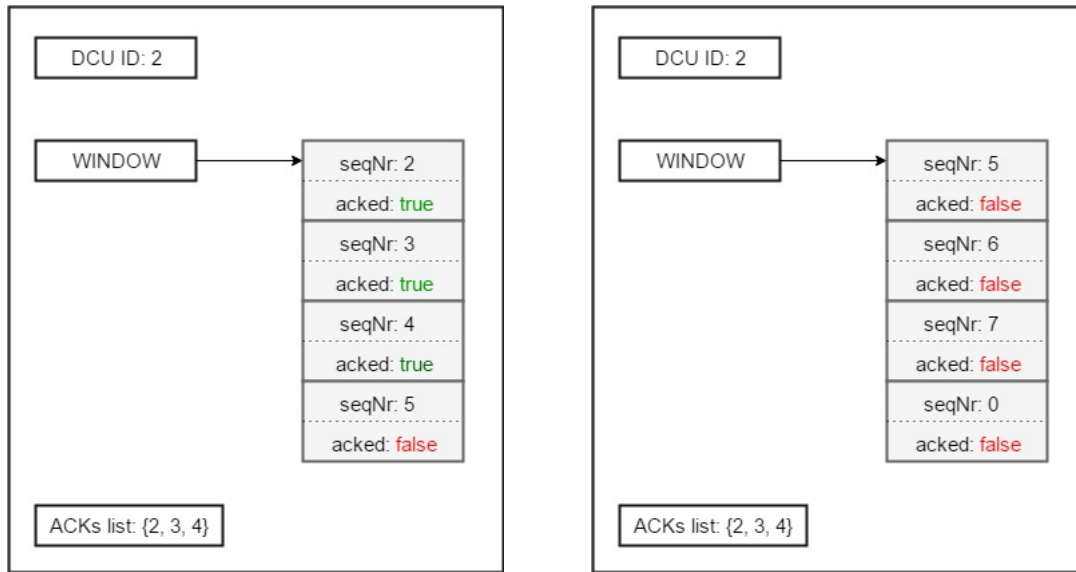 DCU ID: 2
WINDOW
seqNr: 2
acked: true
seqNr: 3
acked: true
seqNr: 4
acked: true
seqNr: 5
acked: false
ACKs list: {2, 3, 4}
DCU ID: 2
WINDOW
seqNr: 5
acked: false
seqNr: 6
acked: false
seqNr: 7
acked: false
seqNr: 0
acked: false
ACKs list: {2, 3, 4}